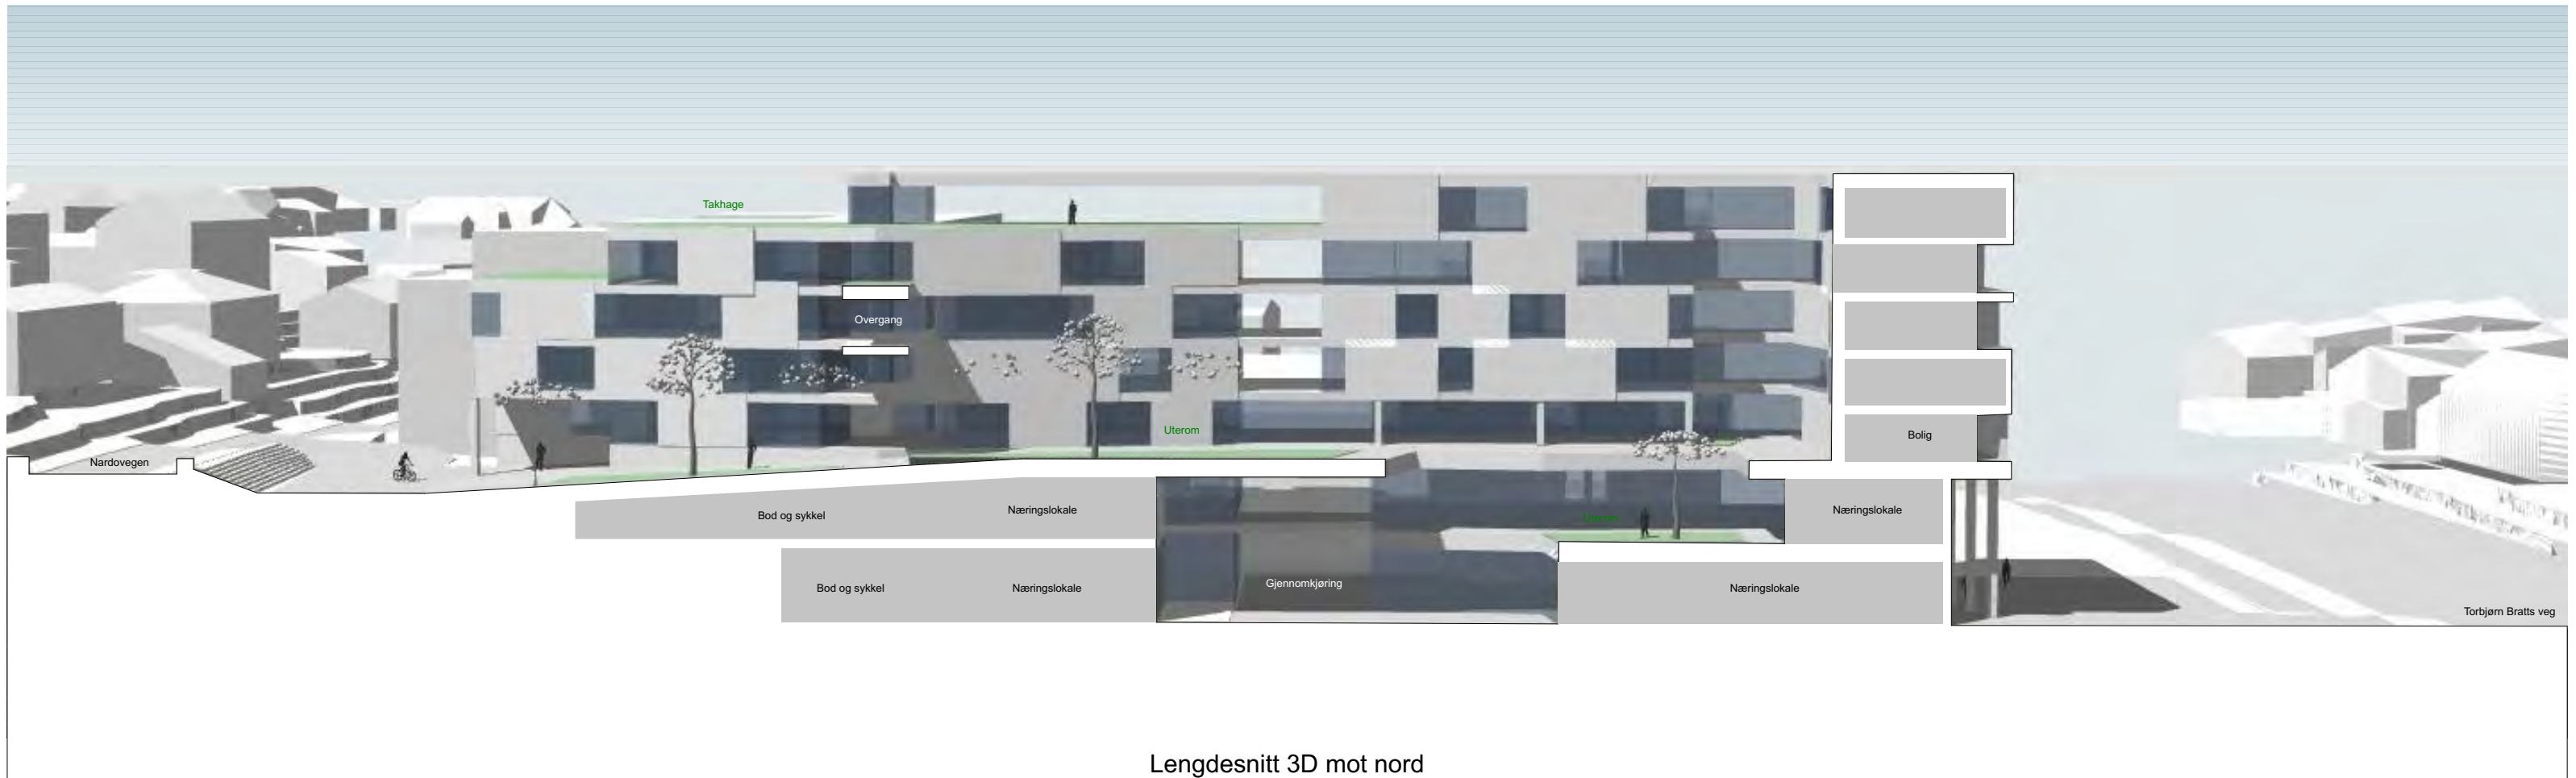 Takhage
Overgang
Uterom
Bolig
Nardovegen
Bod og sykkel
Næringslokale
Næringslokale
Bod og sykkel
Næringslokale
Gjennomkjøring
Næringslokale
Torbjørn Bratts veg
Lengdesnitt 3D mot nord